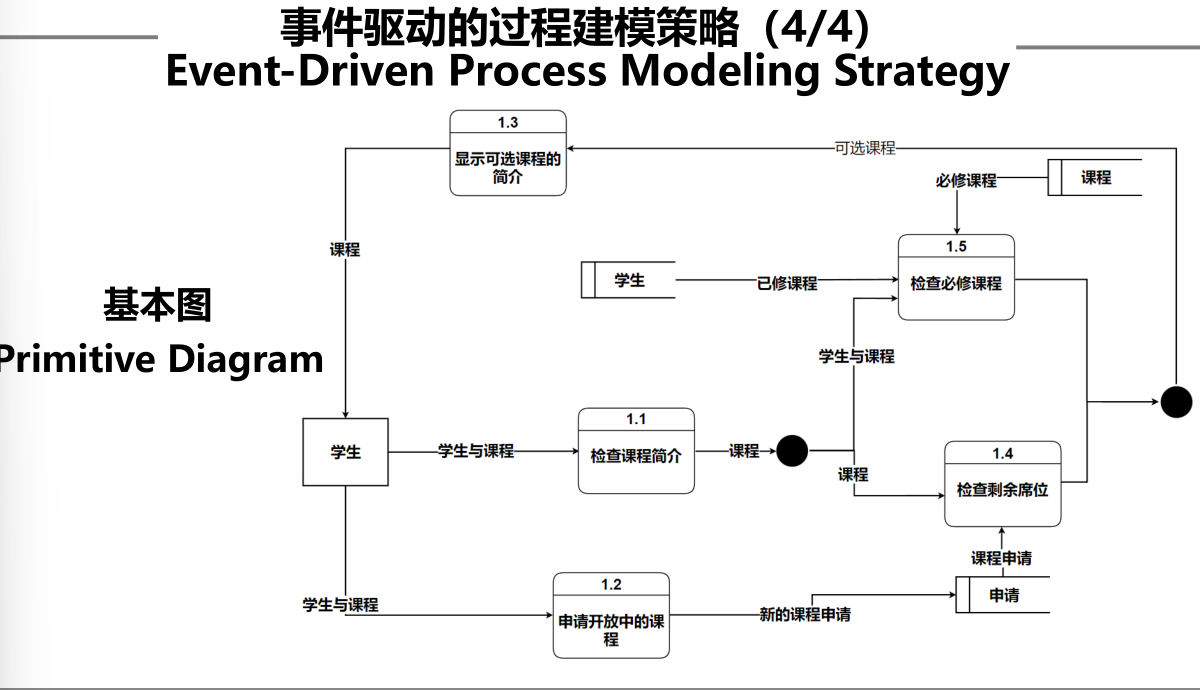 事件驱动的过程建模策略（4/4）
Event-Driven Process Modeling Strategy
1.3
显示可选课程的
简介
可选课程
必修课程
课程
课程
1.5
检查必修课程
学生
已修课程
基本图
Primitive Diagram
学生与课程
1.1
检查课程简介
学生
学生与课程
课程
课程
1.4
检查剩余席位
课程申请
申请
学生与课程
1.2
申请开放中的课
程
新的课程申请